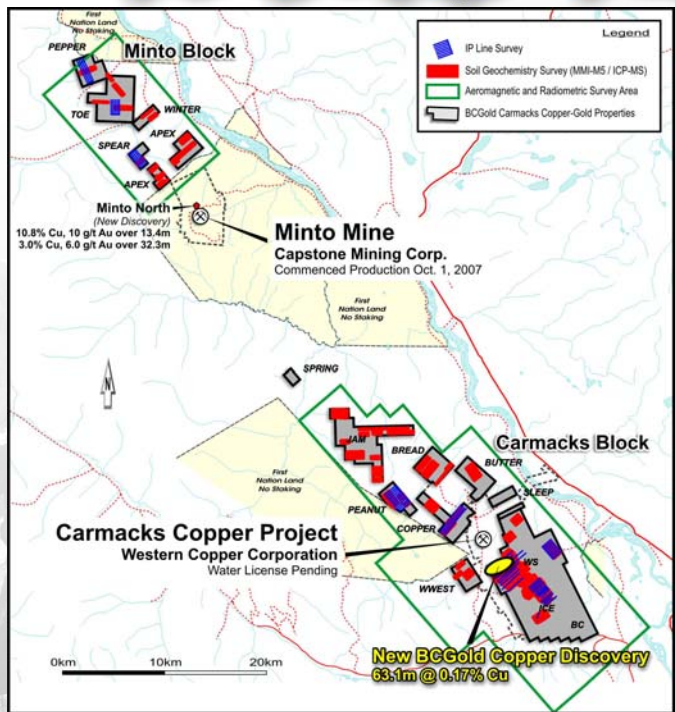 First
Nation Land
No Staking
Minto Block
PEPPER
TOE
WINTER
APEX
SPEAR
APEX
Legend
IP Line Survey
Soil Geochemistry Survey (MMI-M5 / ICP-MS)
Aeromagnetic and Radiometric Survey Area
BCGold Carmacks Copper-Gold Properties
Minto North
(New Discovery)
10.8% Cu, 10 g/t Au over 13.4m
3.0% Cu, 6.0 g/t Au over 32.3m
Minto Mine
Capstone Mining Corp.
Commenced Production Oct. 1, 2007
First
Nation Land
No Staking
N
SPRING
JAM
BREAD
Carmacks Block
BUTTER
SLEEP
First
Nation Land
No Staking
PEANUT
COPPER
Carmacks Copper Project
Western Copper Corporation
Water License Pending
WWEST
WS
ICE
BC
New BCGold Copper Discovery
63.1m @ 0.17% Cu
0km
10km
20km